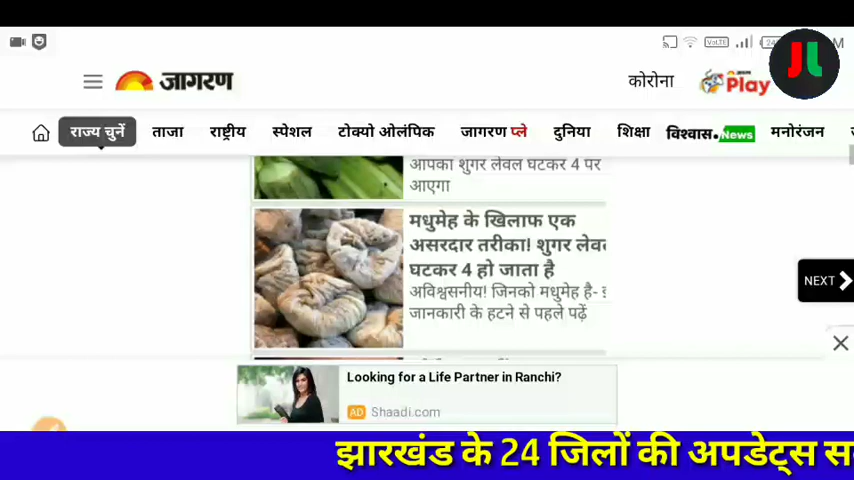 जागरण
कोरोना
Play
राज्य चुनें ताजा राष्ट्रीय स्पेशल टोक्यो ओलंपिक जागरण प्ले दुनिया शिक्षा विश्वास News मनोरंजन
आपका शुगर लेवल घटकर 4 पर
आएगा
मधुमेह के खिलाफ एक
असरदार तरीका! शुगर लेवल
घटकर 4 हो जाता है
अविश्वसनीय! जिनको मधुमेह है-
जानकारी के हटने से पहले पढ़ें
NEXT
Looking for a Life Partner in Ranchi?
AD Shaadi.com
झारखंड के 24 जिलों की अपडेट्स